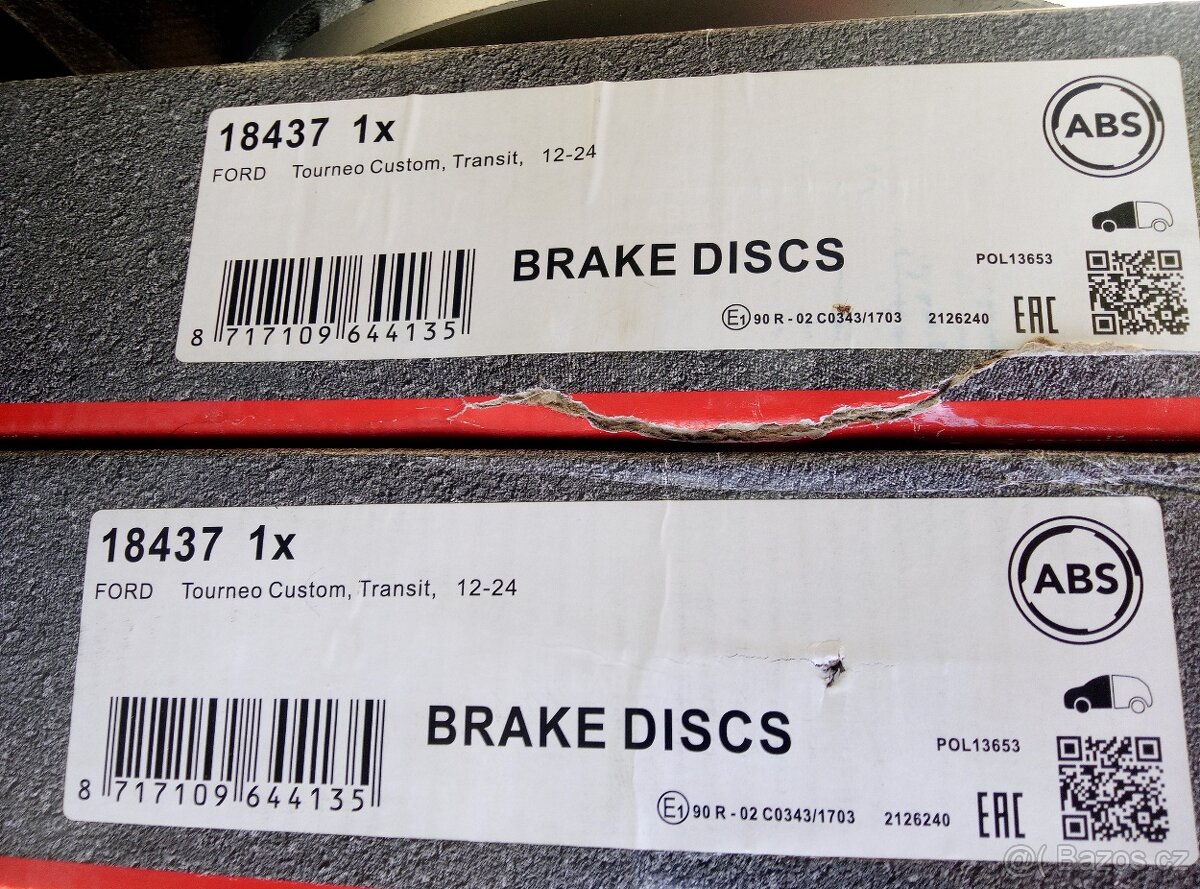 18437 1x
FORD Tourneo Custom, Transit, 12-24
ABS
BRAKE DISCS
POL13653
8 717109 644135
E1 90 R - 02 C0343/1703 2126240 EAC
18437 1x
FORD Tourneo Custom, Transit, 12-24
ABS
BRAKE DISCS
POL13653
8 717109 644135
E1 90 R - 02 C0343/1703 2126240 EAC
Bazos.cz